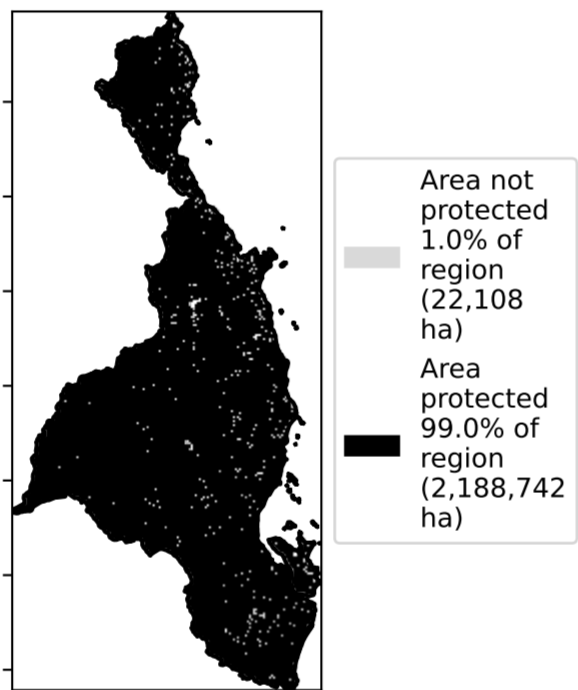 Area not
protected
1.0% of
region
(22,108
ha)
Area
protected
99.0% of
region
(2,188,742
ha)